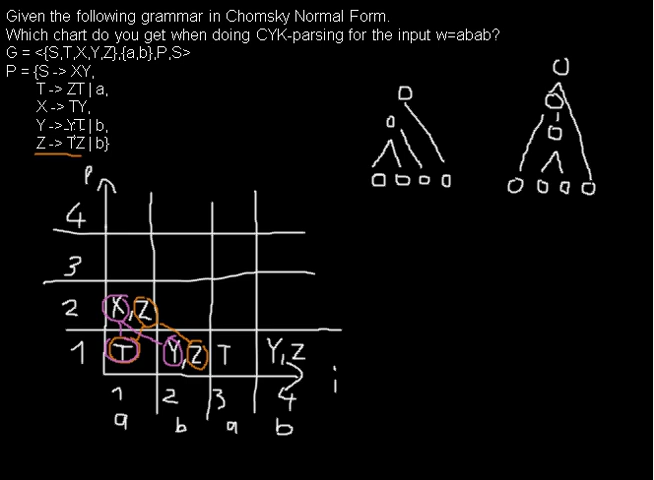 Given the following grammar in Chomsky Normal Form.
Which chart do you get when doing CYK-parsing for the input w=abab?
G = <{S,T,X,Y,Z},{a,b},P,S>
P = {S -> XY,
T -> ZT | a,
X -> TY,
Y -> YT | b,
Z -> TZ | b}
P
4
3
2 X, Z
1 T Y, Z T Y, Z
1 2 3 4 i
a b a b